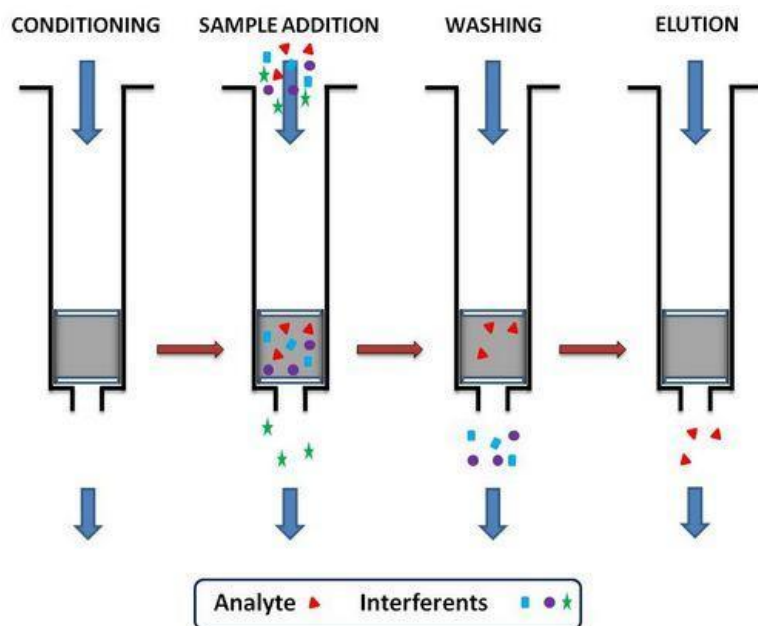 CONDITIONING
SAMPLE ADDITION
WASHING
ELUTION
Analyte
Interferents